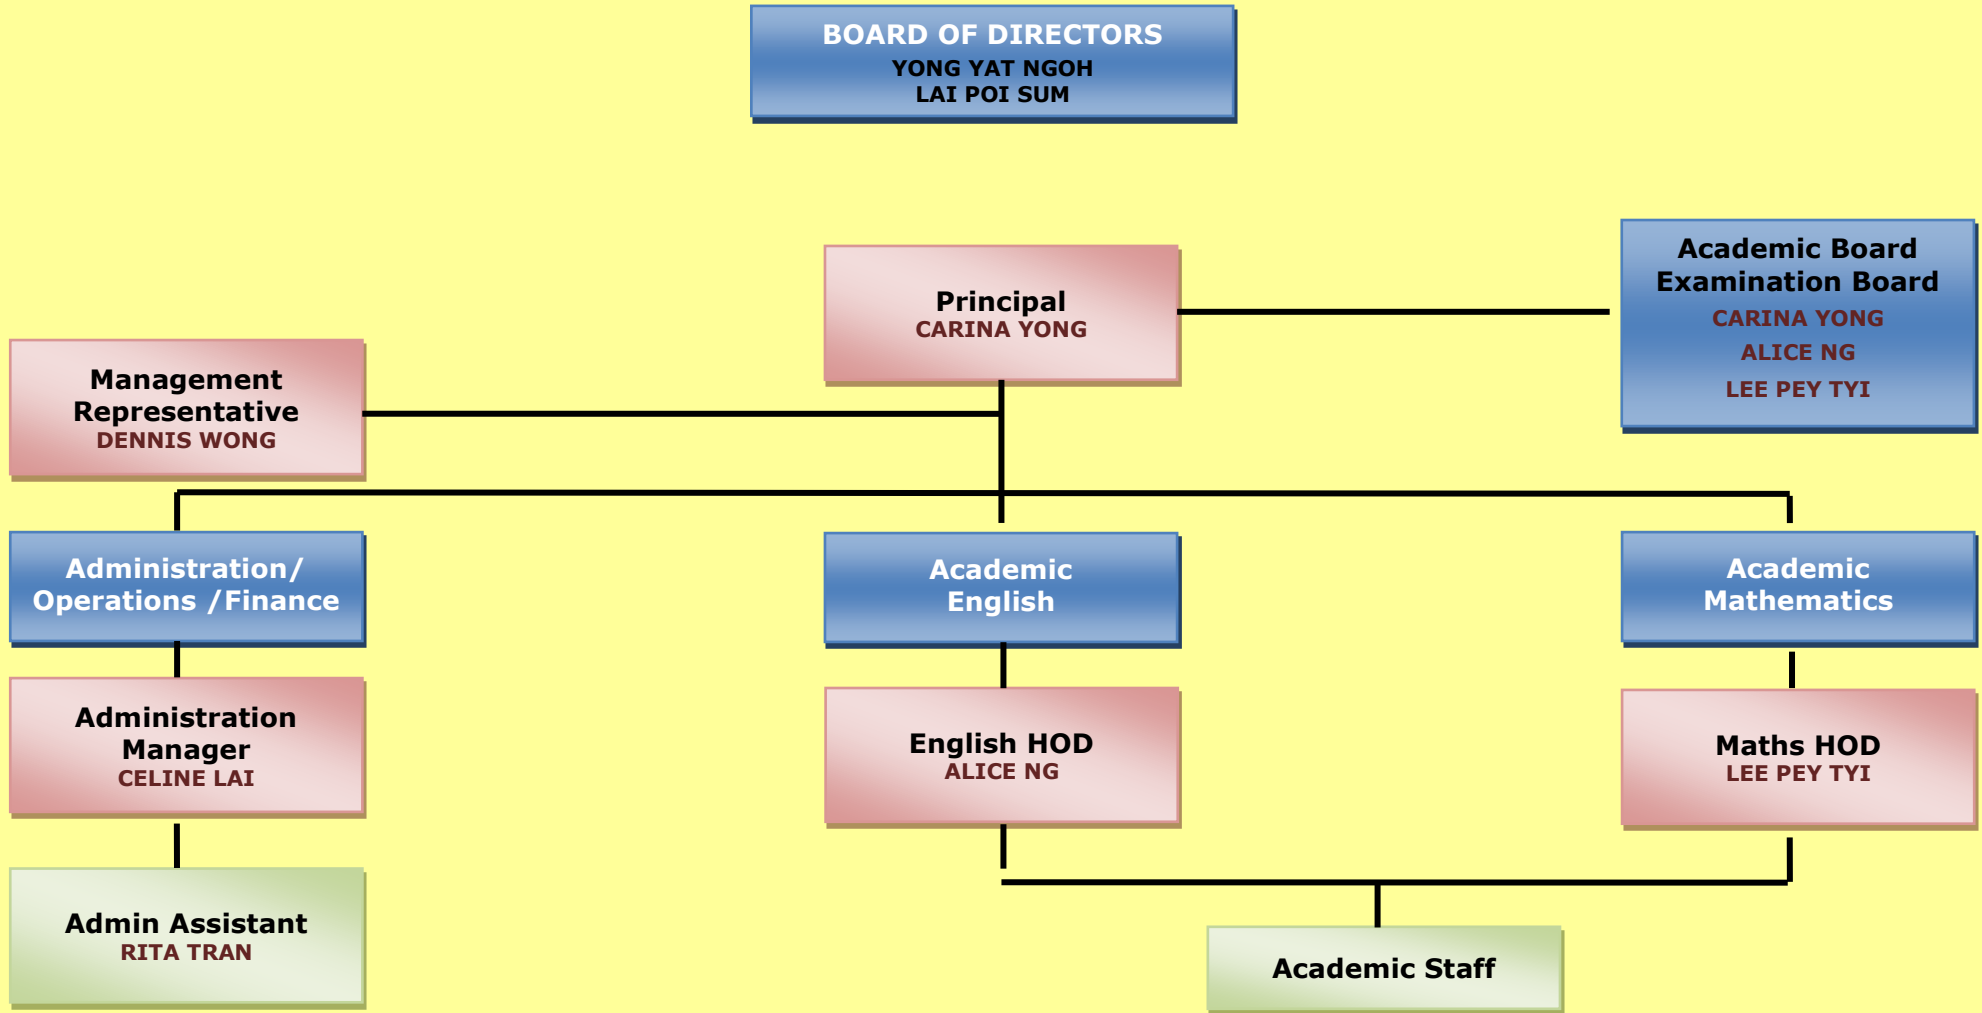 BOARD OF DIRECTORS
YONG YAT NGOH
LAI POI SUM
Academic Board
Examination Board
CARINA YONG
ALICE NG
LEE PEY TYI
Principal
CARINA YONG
Management
Representative
DENNIS WONG
Administration/
Operations /Finance
Academic
English
Academic
Mathematics
Administration
Manager
CELINE LAI
English HOD
ALICE NG
Maths HOD
LEE PEY TYI
Admin Assistant
RITA TRAN
Academic Staff